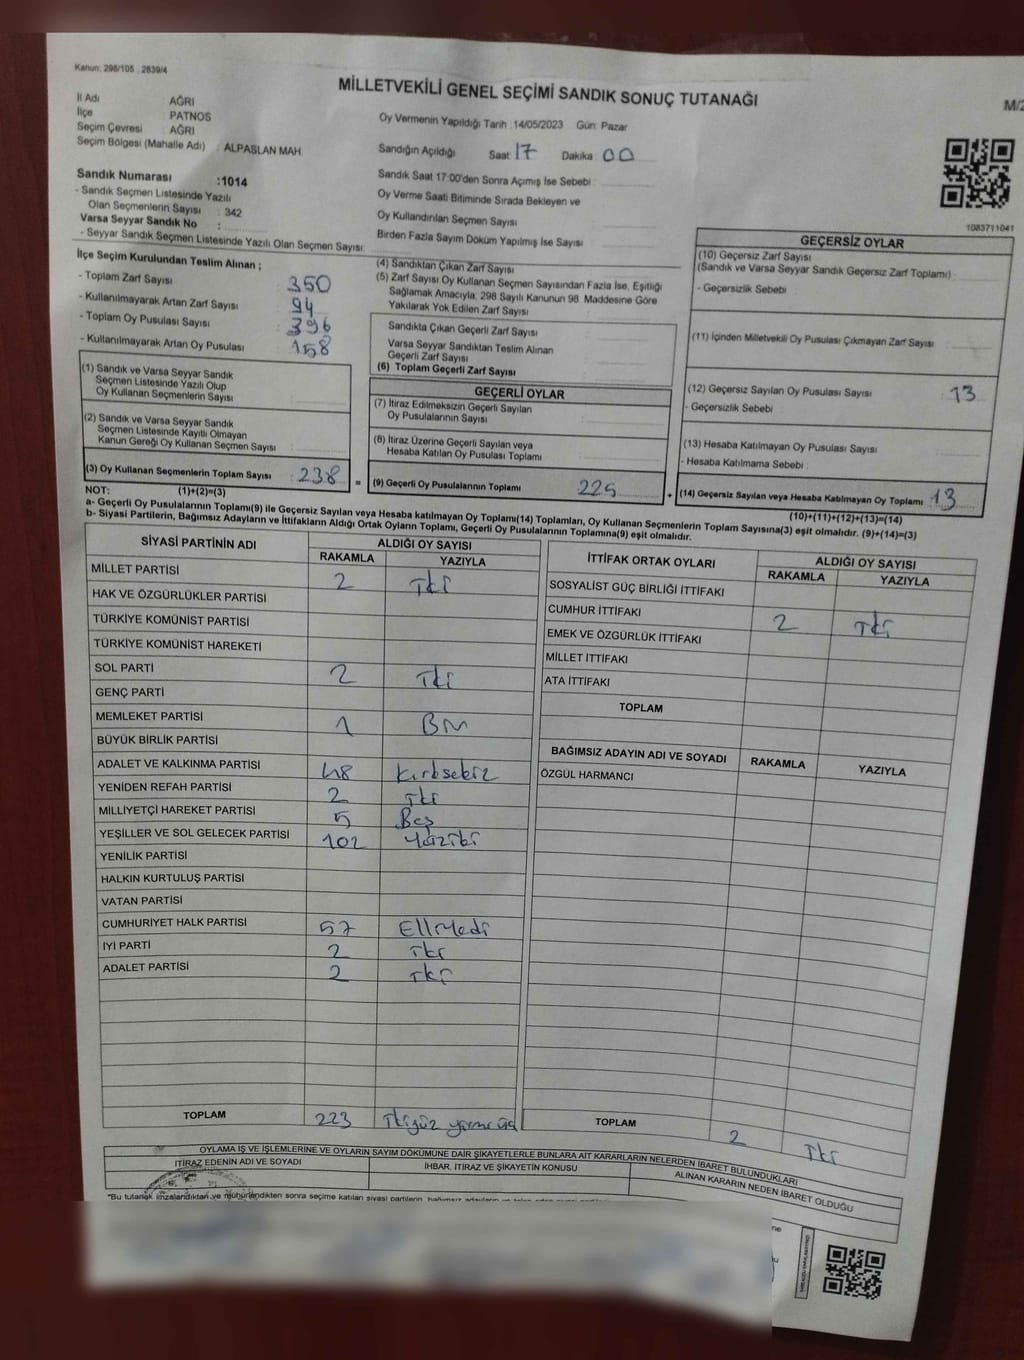 Kanun: 298/105 2839/4
MİLLETVEKİLİ GENEL SEÇİMİ SANDIK SONUÇ TUTANAĞI
M/2
İl Adı AĞRI
İlçe : PATNOS
Seçim Çevresi : AĞRI
Seçim Bölgesi (Mahalle Adı) : ALPASLAN MAH
Sandık Numarası :1014
- Sandık Seçmen Listesinde Yazılı
Olan Seçmenlerin Sayısı : 342
Varsa Seyyar Sandık No :
- Seyyar Sandık Seçmen Listesinde Yazılı Olan Seçmen Sayısı:
Oy Vermenin Yapıldığı Tarih :14/05/2023 Gün: Pazar
Sandığın Açıldığı Saat: 17 Dakika: 00
Sandık Saat 17:00'den Sonra Açımış İse Sebebi :
Oy Verme Saati Bitiminde Sırada Bekleyen ve
Oy Kullandırılan Seçmen Sayısı
Birden Fazla Sayım Döküm Yapılmış İse Sayısı
1083711041
İlçe Seçim Kurulundan Teslim Alınan ;
- Toplam Zarf Sayısı : 350
- Kullanılmayarak Artan Zarf Sayısı : 94
- Toplam Oy Pusulası Sayısı : 396
- Kullanılmayarak Artan Oy Pusulası : 158
(1) Sandık ve Varsa Seyyar Sandık
Seçmen Listesinde Yazılı Olup
Oy Kullanan Seçmenlerin Sayısı
(2) Sandık ve Varsa Seyyar Sandık
Seçmen Listesinde Kayıtlı Olmayan
Kanun Gereği Oy Kullanan Seçmen Sayısı
(3) Oy Kullanan Seçmenlerin Toplam Sayısı : 238
(4) Sandıktan Çıkan Zarf Sayısı
(5) Zarf Sayısı Oy Kullanan Seçmen Sayısından Fazla İse, Eşitliği
Sağlamak Amacıyla, 298 Sayılı Kanunun 98. Maddesine Göre
Yakılarak Yok Edilen Zarf Sayısı
Sandıkta Çıkan Geçerli Zarf Sayısı
Varsa Seyyar Sandıktan Teslim Alınan
Geçerli Zarf Sayısı
(6) Toplam Geçerli Zarf Sayısı
GEÇERLİ OYLAR
(7) İtiraz Edilmeksizin Geçerli Sayılan
Oy Pusulalarının Sayısı
(8) İtiraz Üzerine Geçerli Sayılan veya
Hesaba Katılan Oy Pusulası Toplamı
= (9) Geçerli Oy Pusulalarının Toplamı 225
GEÇERSİZ OYLAR
(10) Geçersiz Zarf Sayısı
(Sandık ve Varsa Seyyar Sandık Geçersiz Zarf Toplamı) :
- Geçersizlik Sebebi :
(11) İçinden Milletvekili Oy Pusulası Çıkmayan Zarf Sayısı
(12) Geçersiz Sayılan Oy Pusulası Sayısı 13
- Geçersizlik Sebebi
(13) Hesaba Katılmayan Oy Pusulası Sayısı
- Hesaba Katılmama Sebebi :
+ (14) Geçersiz Sayılan veya Hesaba Katılmayan Oy Toplamı 13
NOT: (1)+(2)=(3)
(10)+(11)+(12)+(13)=(14)
a- Geçerli Oy Pusulalarının Toplamı(9) ile Geçersiz Sayılan veya Hesaba katılmayan Oy Toplamı(14) Toplamları, Oy Kullanan Seçmenlerin Toplam Sayısına(3) eşit olmalıdır. (9)+(14)=(3)
b- Siyasi Partilerin, Bağımsız Adayların ve İttifakların Aldığı Ortak Oyların Toplamı, Geçerli Oy Pusulalarının Toplamına(9) eşit olmalıdır.
SİYASİ PARTİNİN ADI ALDIĞI OY SAYISI
RAKAMLA YAZIYLA
MİLLET PARTİSİ 2 İki
HAK VE ÖZGÜRLÜKLER PARTİSİ
TÜRKİYE KOMÜNİST PARTİSİ
TÜRKİYE KOMÜNİST HAREKETİ
SOL PARTİ 2 İki
GENÇ PARTİ
MEMLEKET PARTİSİ 1 Bir
BÜYÜK BİRLİK PARTİSİ
ADALET VE KALKINMA PARTİSİ 48 Kırksekiz
YENİDEN REFAH PARTİSİ 2 İki
MİLLİYETÇİ HAREKET PARTİSİ 5 Beş
YEŞİLLER VE SOL GELECEK PARTİSİ 102 Yüziki
YENİLİK PARTİSİ
HALKIN KURTULUŞ PARTİSİ
VATAN PARTİSİ
CUMHURİYET HALK PARTİSİ 57 Elliyedi
İYİ PARTİ 2 İki
ADALET PARTİSİ 2 İki
TOPLAM 223 İkiyüz yirmi üç
İTTİFAK ORTAK OYLARI ALDIĞI OY SAYISI
RAKAMLA YAZIYLA
SOSYALİST GÜÇ BİRLİĞİ İTTİFAKI
CUMHUR İTTİFAKI 2 İki
EMEK VE ÖZGÜRLÜK İTTİFAKI
MİLLET İTTİFAKI
ATA İTTİFAKI
TOPLAM
BAĞIMSIZ ADAYIN ADI VE SOYADI RAKAMLA YAZIYLA
ÖZGÜL HARMANCI
TOPLAM 2 İki
OYLAMA İŞ VE İŞLEMLERİNE VE OYLARIN SAYIM DÖKÜMÜNE DAİR ŞİKAYETLERLE BUNLARA AİT KARARLARIN NELERDEN İBARET BULUNDUKLARI
İTİRAZ EDENİN ADI VE SOYADI İHBAR, İTİRAZ VE ŞİKAYETİN KONUSU ALINAN KARARIN NEDEN İBARET OLDUĞU
*Bu tutanak imzalandıktan ve mühürlendikten sonra seçime katılan siyasi partilerin,